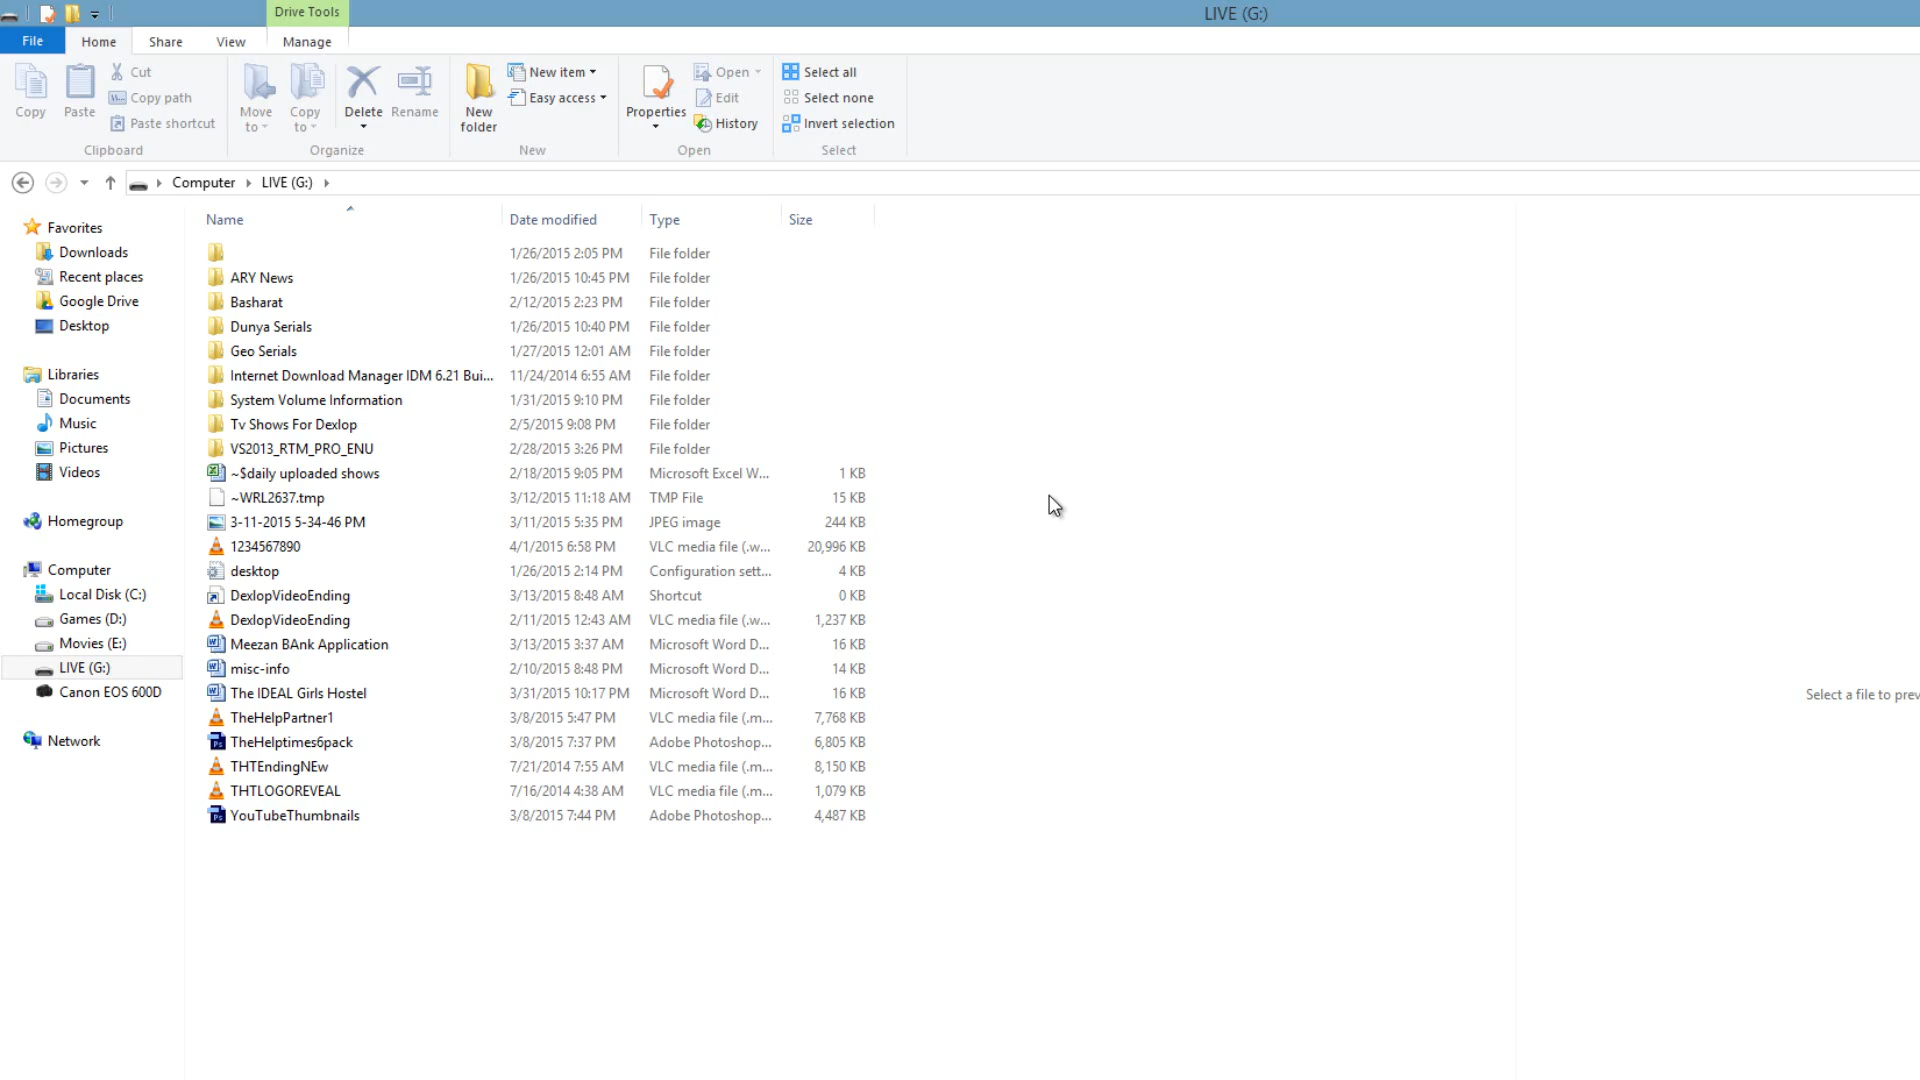 Drive Tools
LIVE (G:)
File Home Share View Manage
Copy
Paste
Cut
Copy path
Paste shortcut
Clipboard
Move to
Copy to
Delete
Rename
Organize
New folder
New item
Easy access
New
Properties
Open
Edit
History
Open
Select all
Select none
Invert selection
Select
Computer LIVE (G:)
Favorites
Downloads
Recent places
Google Drive
Desktop
Libraries
Documents
Music
Pictures
Videos
Homegroup
Computer
Local Disk (C:)
Games (D:)
Movies (E:)
LIVE (G:)
Canon EOS 600D
Network
Name Date modified Type Size
1/26/2015 2:05 PM File folder
ARY News 1/26/2015 10:45 PM File folder
Basharat 2/12/2015 2:23 PM File folder
Dunya Serials 1/26/2015 10:40 PM File folder
Geo Serials 1/27/2015 12:01 AM File folder
Internet Download Manager IDM 6.21 Bui... 11/24/2014 6:55 AM File folder
System Volume Information 1/31/2015 9:10 PM File folder
Tv Shows For Dexlop 2/5/2015 9:08 PM File folder
VS2013_RTM_PRO_ENU 2/28/2015 3:26 PM File folder
~$daily uploaded shows 2/18/2015 9:05 PM Microsoft Excel W... 1 KB
~WRL2637.tmp 3/12/2015 11:18 AM TMP File 15 KB
3-11-2015 5-34-46 PM 3/11/2015 5:35 PM JPEG image 244 KB
1234567890 4/1/2015 6:58 PM VLC media file (.w... 20,996 KB
desktop 1/26/2015 2:14 PM Configuration sett... 4 KB
DexlopVideoEnding 3/13/2015 8:48 AM Shortcut 0 KB
DexlopVideoEnding 2/11/2015 12:43 AM VLC media file (.w... 1,237 KB
Meezan BAnk Application 3/13/2015 3:37 AM Microsoft Word D... 16 KB
misc-info 2/10/2015 8:48 PM Microsoft Word D... 14 KB
The IDEAL Girls Hostel 3/31/2015 10:17 PM Microsoft Word D... 16 KB
TheHelpPartner1 3/8/2015 5:47 PM VLC media file (.m... 7,768 KB
TheHelptimes6pack 3/8/2015 7:37 PM Adobe Photoshop... 6,805 KB
THTEndingNEw 7/21/2014 7:55 AM VLC media file (.m... 8,150 KB
THTLOGOREVEAL 7/16/2014 4:38 AM VLC media file (.m... 1,079 KB
YouTubeThumbnails 3/8/2015 7:44 PM Adobe Photoshop... 4,487 KB
Select a file to prev